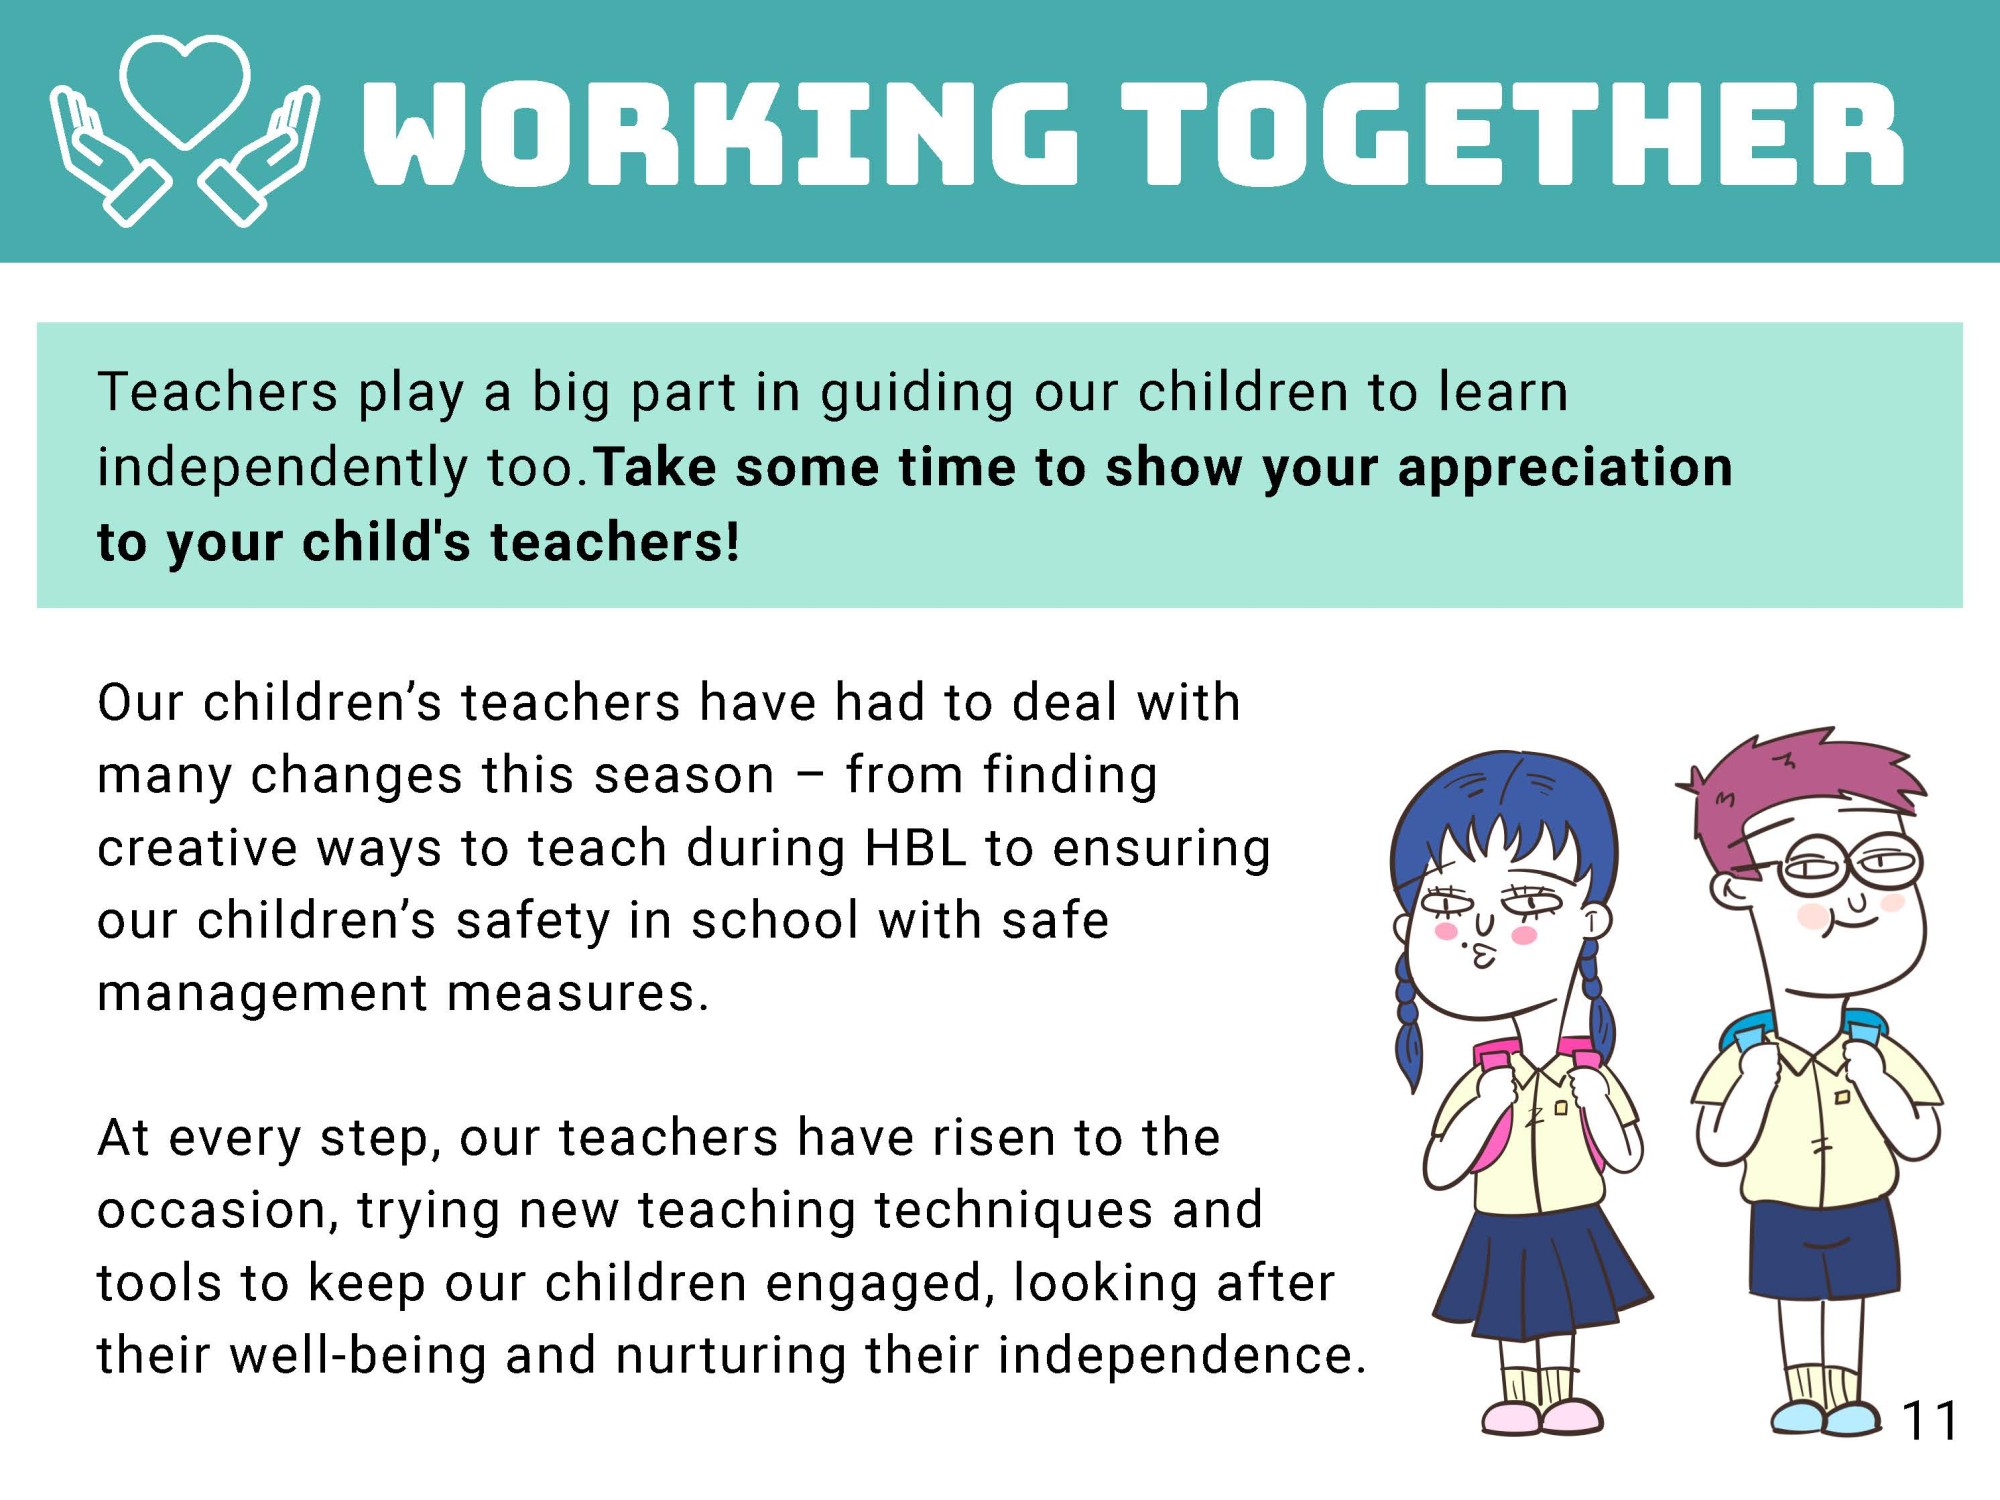 WORKING TOGETHER
Teachers play a big part in guiding our children to learn
independently too.Take some time to show your appreciation
to your child's teachers!
Our children’s teachers have had to deal with
many changes this season – from finding
creative ways to teach during HBL to ensuring
our children’s safety in school with safe
management measures.
At every step, our teachers have risen to the
occasion, trying new teaching techniques and
tools to keep our children engaged, looking after
their well-being and nurturing their independence.
11